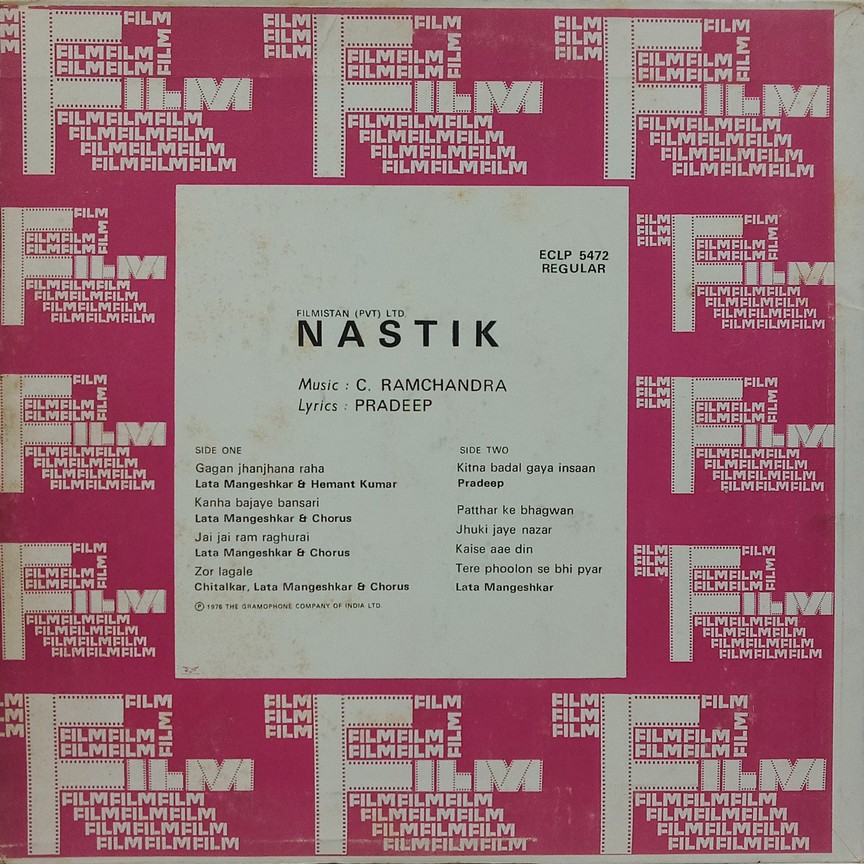 FILM
FILM
FILM
FILM
FILMFILM
FILMFILM
FILM
FILM
FILMFILMFILM
FILMFILMFILM
FILMFILMFILM
FILMFILMFILM
ECLP 5472
REGULAR
FILMISTAN (PVT) LTD.
NASTIK
Music : C. RAMCHANDRA
Lyrics : PRADEEP
SIDE ONE
Gagan jhanjhana raha
Lata Mangeshkar & Hemant Kumar
Kanha bajaye bansari
Lata Mangeshkar & Chorus
Jai jai ram raghurai
Lata Mangeshkar & Chorus
Zor lagale
Chitalkar, Lata Mangeshkar & Chorus
℗ 1976 THE GRAMOPHONE COMPANY OF INDIA LTD.
SIDE TWO
Kitna badal gaya insaan
Pradeep
Patthar ke bhagwan
Jhuki jaye nazar
Kaise aae din
Tere phoolon se bhi pyar
Lata Mangeshkar